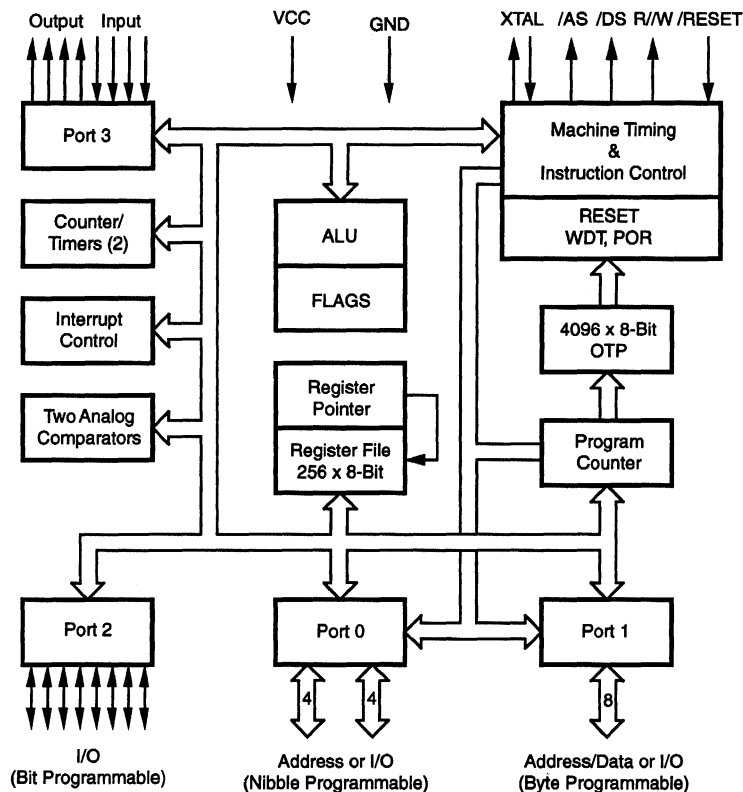 Output Input
VCC
GND
XTAL /AS /DS R//W /RESET
Port 3
Machine Timing
&
Instruction Control
RESET
WDT, POR
Counter/
Timers (2)
ALU
FLAGS
Interrupt
Control
4096 x 8-Bit
OTP
Two Analog
Comparators
Register
Pointer
Register File
256 x 8-Bit
Program
Counter
Port 2
Port 0
Port 1
4
4
8
I/O
(Bit Programmable)
Address or I/O
(Nibble Programmable)
Address/Data or I/O
(Byte Programmable)